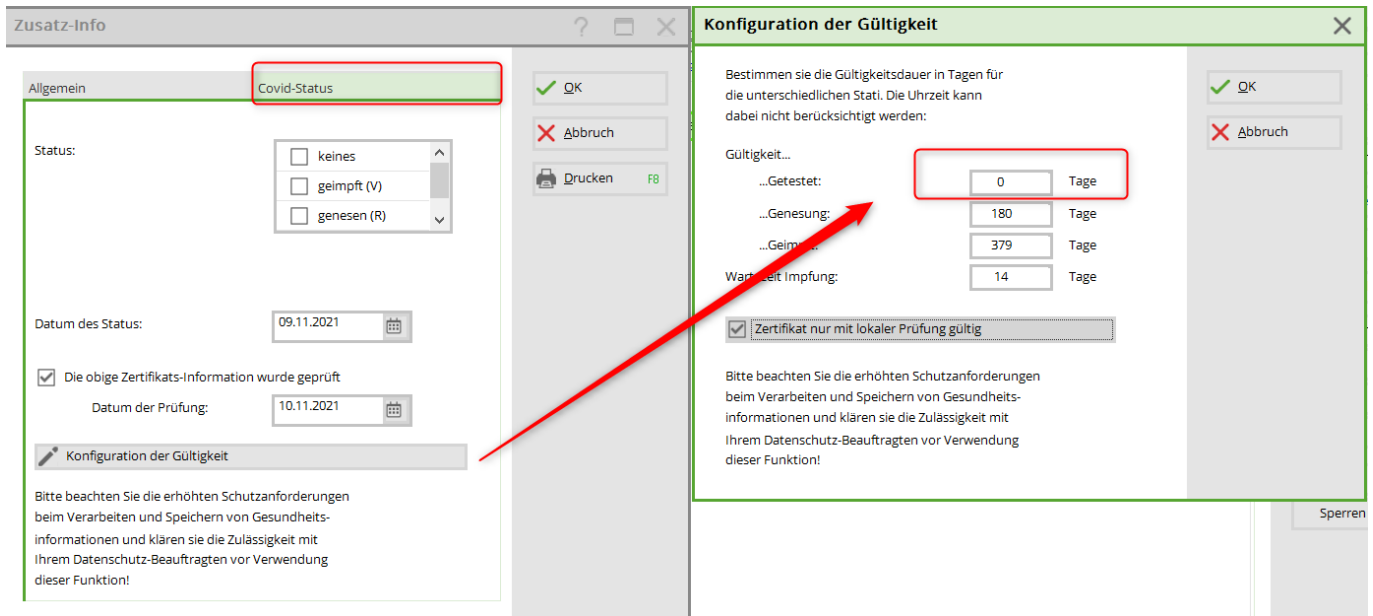 Zusatz-Info
Allgemein
Covid-Status
Status:
keines
geimpft (V)
genesen (R)
Datum des Status:
09.11.2021
Die obige Zertifikats-Information wurde geprüft
Datum der Prüfung:
10.11.2021
Konfiguration der Gültigkeit
Bitte beachten Sie die erhöhten Schutzanforderungen
beim Verarbeiten und Speichern von Gesundheits-
informationen und klären sie die Zulässigkeit mit
Ihrem Datenschutz-Beauftragten vor Verwendung
dieser Funktion!
OK
Abbruch
Drucken F8
Konfiguration der Gültigkeit
Bestimmen sie die Gültigkeitsdauer in Tagen für
die unterschiedlichen Stati. Die Uhrzeit kann
dabei nicht berücksichtigt werden:
Gültigkeit...
...Getestet: 0 Tage
...Genesung: 180 Tage
379 Tage
Impfung: 14 Tage
Zertifikat nur mit lokaler Prüfung gültig
Bitte beachten Sie die erhöhten Schutzanforderungen
beim Verarbeiten und Speichern von Gesundheits-
informationen und klären sie die Zulässigkeit mit
Ihrem Datenschutz-Beauftragten vor Verwendung
dieser Funktion!
OK
Abbruch
Sperren